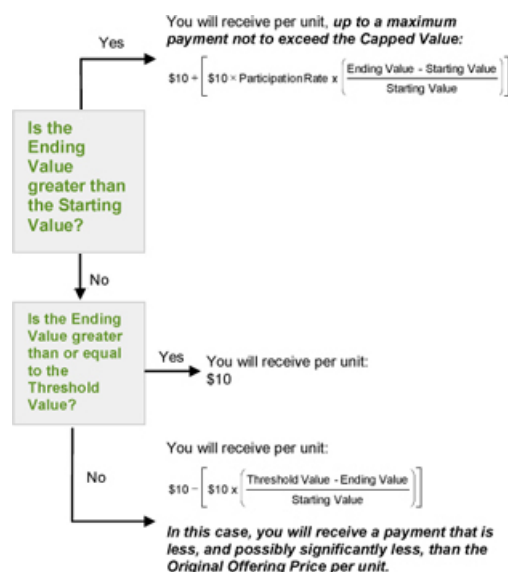 You will receive per unit, up to a maximum
payment not to exceed the Capped Value:
Yes
$10 + [$10 × Participation Rate x (Ending Value - Starting Value / Starting Value)]
Is the
Ending
Value
greater than
the Starting
Value?
No
Is the Ending
Value greater
than or equal
to the
Threshold
Value?
Yes
You will receive per unit:
$10
You will receive per unit:
No
$10 − [$10 x (Threshold Value - Ending Value / Starting Value)]
In this case, you will receive a payment that is
less, and possibly significantly less, than the
Original Offering Price per unit.